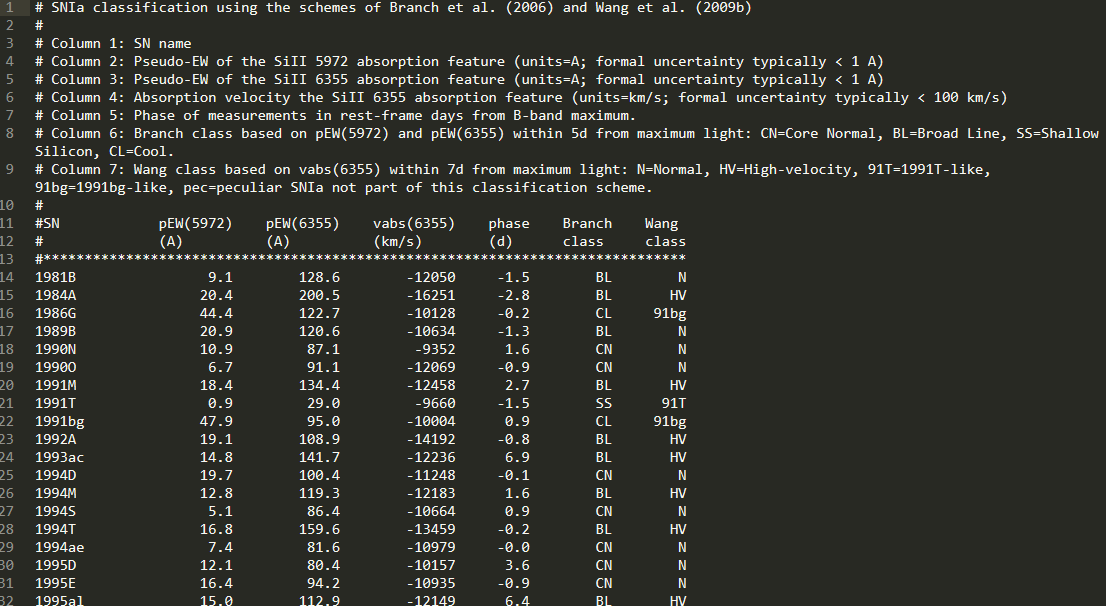 1 # SNIa classification using the schemes of Branch et al. (2006) and Wang et al. (2009b)
2 #
3 # Column 1: SN name
4 # Column 2: Pseudo-EW of the SiII 5972 absorption feature (units=A; formal uncertainty typically < 1 A)
5 # Column 3: Pseudo-EW of the SiII 6355 absorption feature (units=A; formal uncertainty typically < 1 A)
6 # Column 4: Absorption velocity the SiII 6355 absorption feature (units=km/s; formal uncertainty typically < 100 km/s)
7 # Column 5: Phase of measurements in rest-frame days from B-band maximum.
8 # Column 6: Branch class based on pEW(5972) and pEW(6355) within 5d from maximum light: CN=Core Normal, BL=Broad Line, SS=Shallow
Silicon, CL=Cool.
9 # Column 7: Wang class based on vabs(6355) within 7d from maximum light: N=Normal, HV=High-velocity, 91T=1991T-like,
91bg=1991bg-like, pec=peculiar SNIa not part of this classification scheme.
10 #
11 #SN pEW(5972) pEW(6355) vabs(6355) phase Branch Wang
12 # (A) (A) (km/s) (d) class class
13 #******************************************************************************
14 1981B 9.1 128.6 -12050 -1.5 BL N
15 1984A 20.4 200.5 -16251 -2.8 BL HV
16 1986G 44.4 122.7 -10128 -0.2 CL 91bg
17 1989B 20.9 120.6 -10634 -1.3 BL N
18 1990N 10.9 87.1 -9352 1.6 CN N
19 1990O 6.7 91.1 -12069 -0.9 CN N
20 1991M 18.4 134.4 -12458 2.7 BL HV
21 1991T 0.9 29.0 -9660 -1.5 SS 91T
22 1991bg 47.9 95.0 -10004 0.9 CL 91bg
23 1992A 19.1 108.9 -14192 -0.8 BL HV
24 1993ac 14.8 141.7 -12236 6.9 BL HV
25 1994D 19.7 100.4 -11248 -0.1 CN N
26 1994M 12.8 119.3 -12183 1.6 BL HV
27 1994S 5.1 86.4 -10664 0.9 CN N
28 1994T 16.8 159.6 -13459 -0.2 BL HV
29 1994ae 7.4 81.6 -10979 -0.0 CN N
30 1995D 12.1 80.4 -10157 3.6 CN N
31 1995E 16.4 94.2 -10935 -0.9 CN N
32 1995al 15.0 112.9 -12149 6.4 BL HV